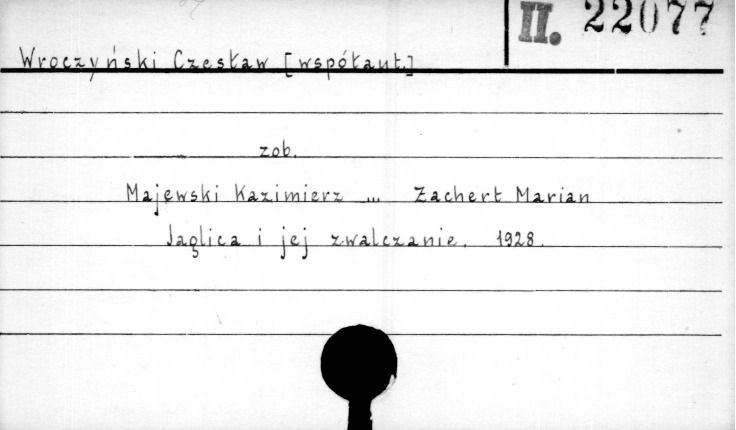 II. 22077
Wroczyński Czesław [współaut.]
zob.
Majewski Kazimierz ... Zachert Marian
Jaglica i jej zwalczanie. 1928.